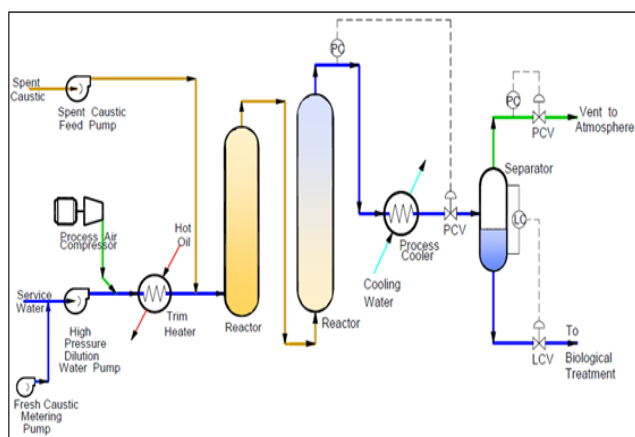 Spent
Caustic
Spent Caustic
Feed Pump
PC
PC
PCV
Vent to
Atmosphere
Separator
LC
Process Air
Compressor
Hot
Oil
Process
Cooler
PCV
Cooling
Water
Service
Water
Trim
Heater
Reactor
Reactor
High
Pressure
Dilution
Water Pump
Fresh Caustic
Metering
Pump
LCV
To
Biological
Treatment